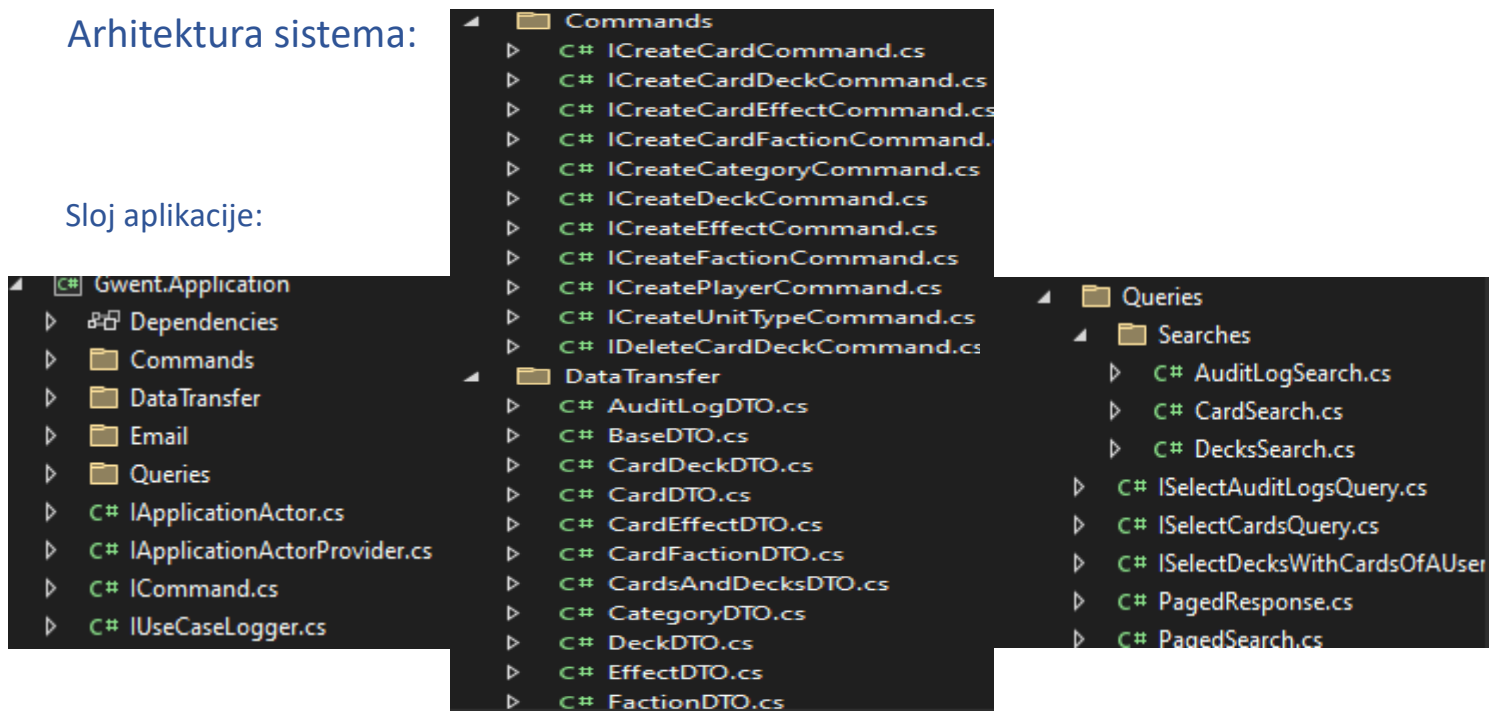 Arhitektura sistema:
Sloj aplikacije:
Gwent.Application
Dependencies
Commands
DataTransfer
Email
Queries
C# IApplicationActor.cs
C# IApplicationActorProvider.cs
C# ICommand.cs
C# IUseCaseLogger.cs
Commands
C# ICreateCardCommand.cs
C# ICreateCardDeckCommand.cs
C# ICreateCardEffectCommand.cs
C# ICreateCardFactionCommand.
C# ICreateCategoryCommand.cs
C# ICreateDeckCommand.cs
C# ICreateEffectCommand.cs
C# ICreateFactionCommand.cs
C# ICreatePlayerCommand.cs
C# ICreateUnitTypeCommand.cs
C# IDeleteCardDeckCommand.cs
DataTransfer
C# AuditLogDTO.cs
C# BaseDTO.cs
C# CardDeckDTO.cs
C# CardDTO.cs
C# CardEffectDTO.cs
C# CardFactionDTO.cs
C# CardsAndDecksDTO.cs
C# CategoryDTO.cs
C# DeckDTO.cs
C# EffectDTO.cs
C# FactionDTO.cs
Queries
Searches
C# AuditLogSearch.cs
C# CardSearch.cs
C# DecksSearch.cs
C# ISelectAuditLogsQuery.cs
C# ISelectCardsQuery.cs
C# ISelectDecksWithCardsOfAUser
C# PagedResponse.cs
C# PagedSearch.cs